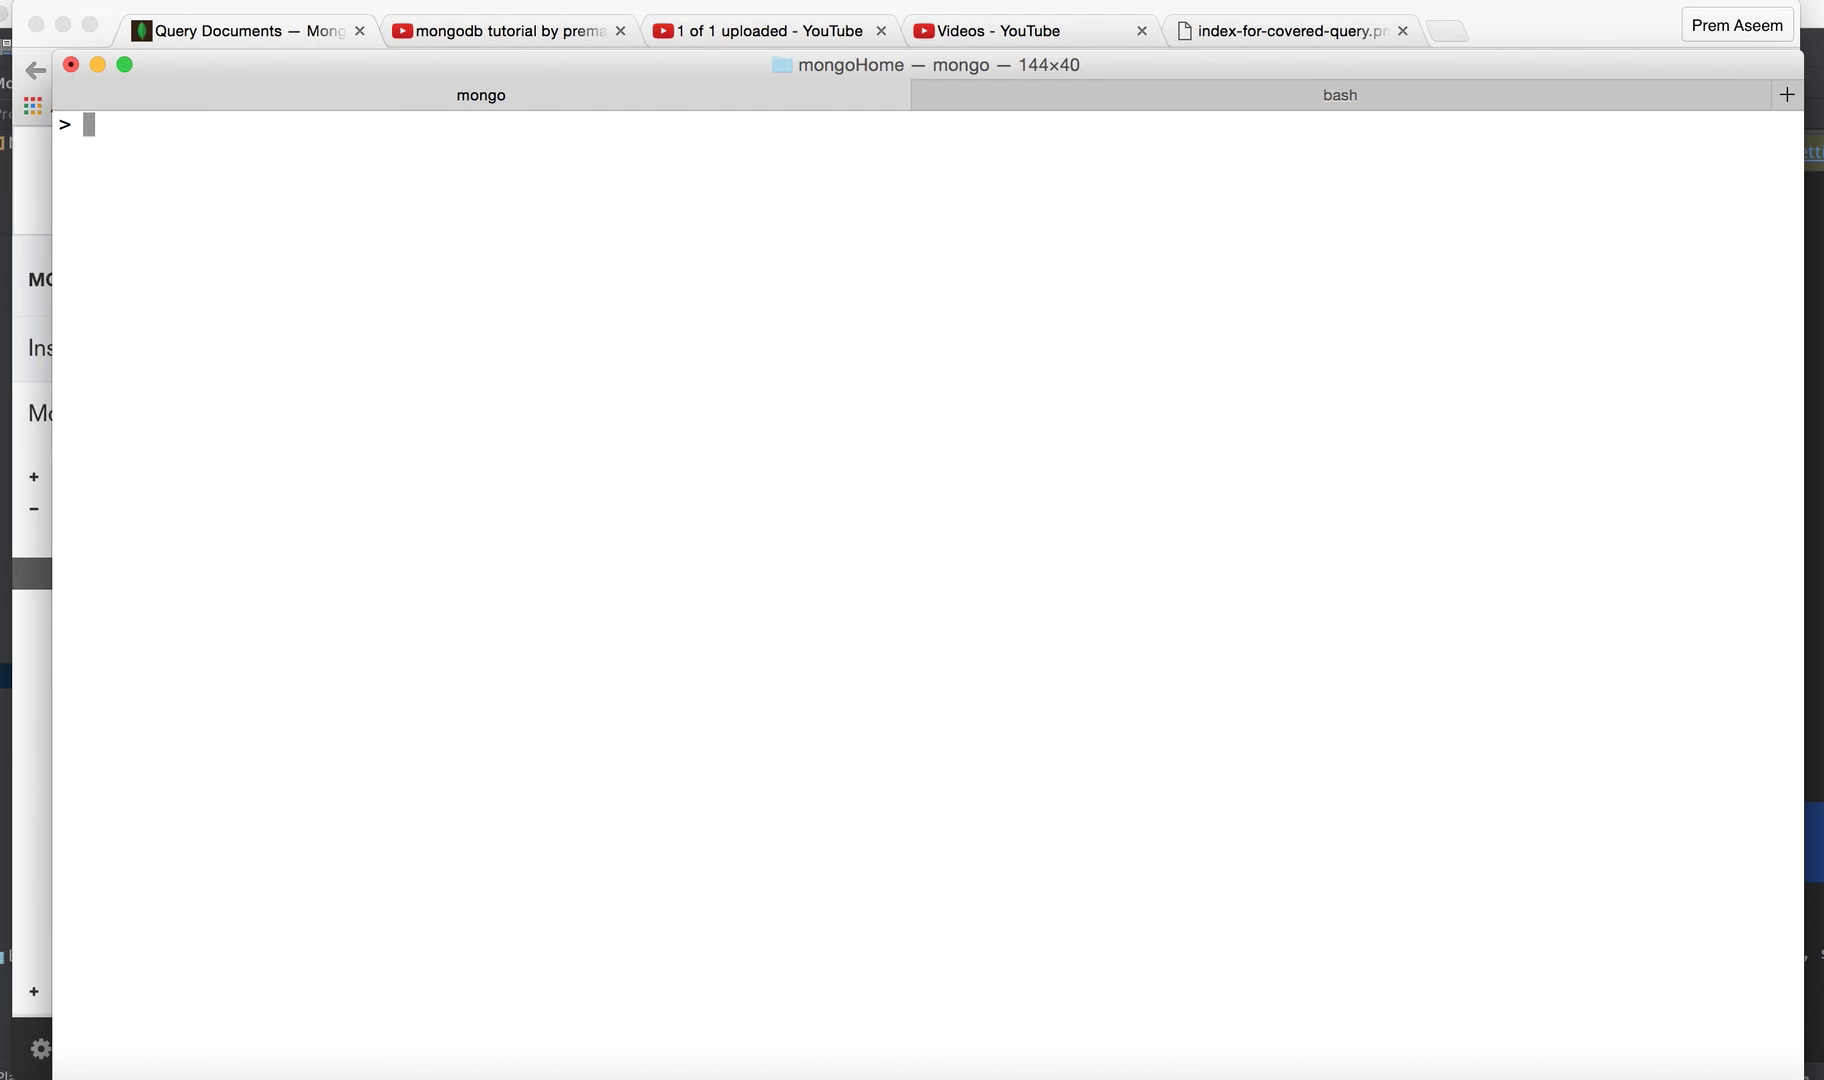 Query Documents — Mong
mongodb tutorial by prema
1 of 1 uploaded - YouTube
Videos - YouTube
index-for-covered-query.pn
Prem Aseem
mongoHome — mongo — 144×40
mongo
bash
+
>
MO
Ins
Mo
+
-
+